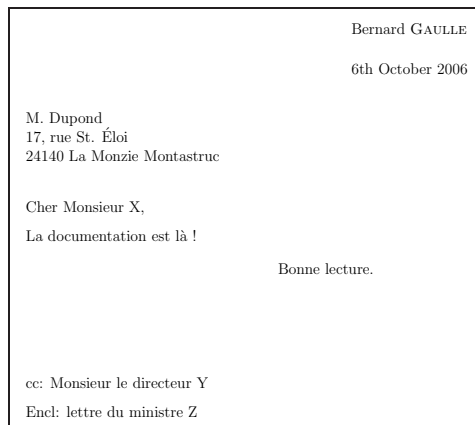 Bernard GAULLE
6th October 2006
M. Dupond
17, rue St. Éloi
24140 La Monzie Montastruc
Cher Monsieur X,
La documentation est là !
Bonne lecture.
cc: Monsieur le directeur Y
Encl: lettre du ministre Z